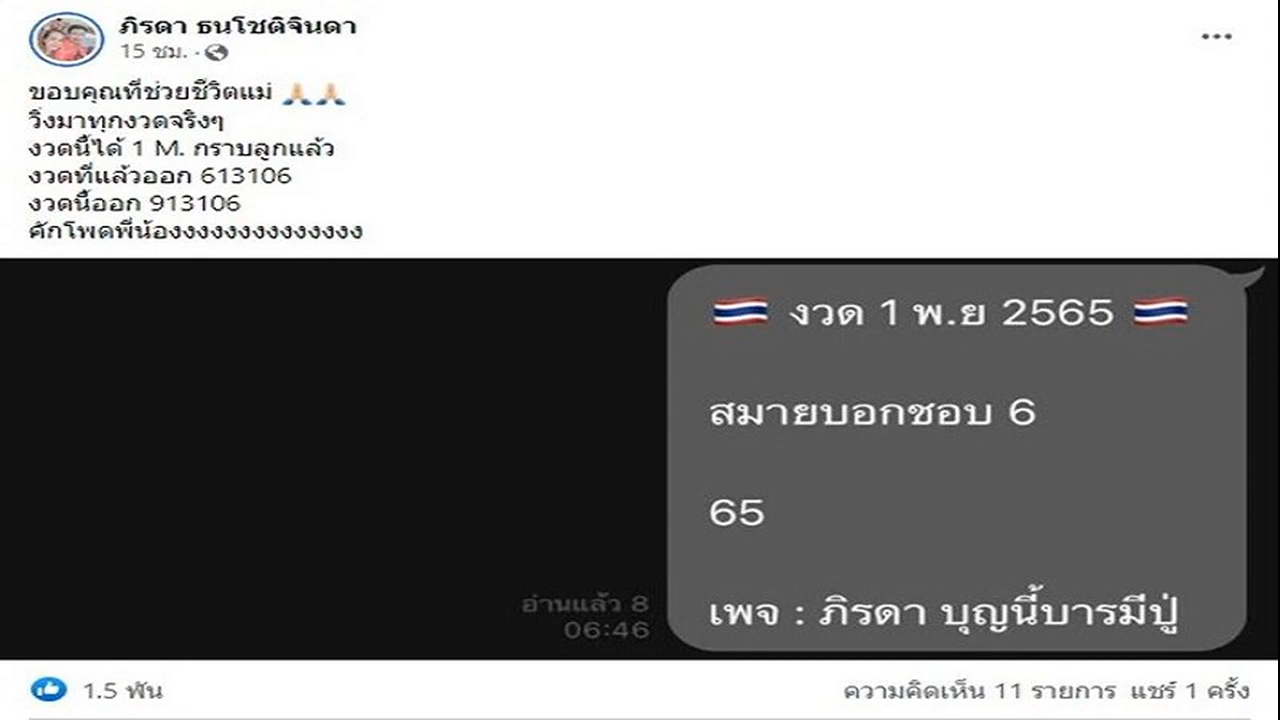 ภิรดา ธนโชติจินดา
15 ชม. ·
ขอบคุณที่ช่วยชีวิตแม่ 🙏🏻🙏🏻
วิ่งมาทุกงวดจริงๆ
งวดนี้ได้ 1 M. กราบลูกแล้ว
งวดที่แล้วออก 613106
งวดนี้ออก 913106
คักโพดพี่น้องงงงงงงงงงงงงงง
🇹🇭 งวด 1 พ.ย 2565 🇹🇭
สมายบอกชอบ 6
65
เพจ : ภิรดา บุญนี้บารมีปู่
อ่านแล้ว 8
06:46
1.5 พัน
ความคิดเห็น 11 รายการ แชร์ 1 ครั้ง